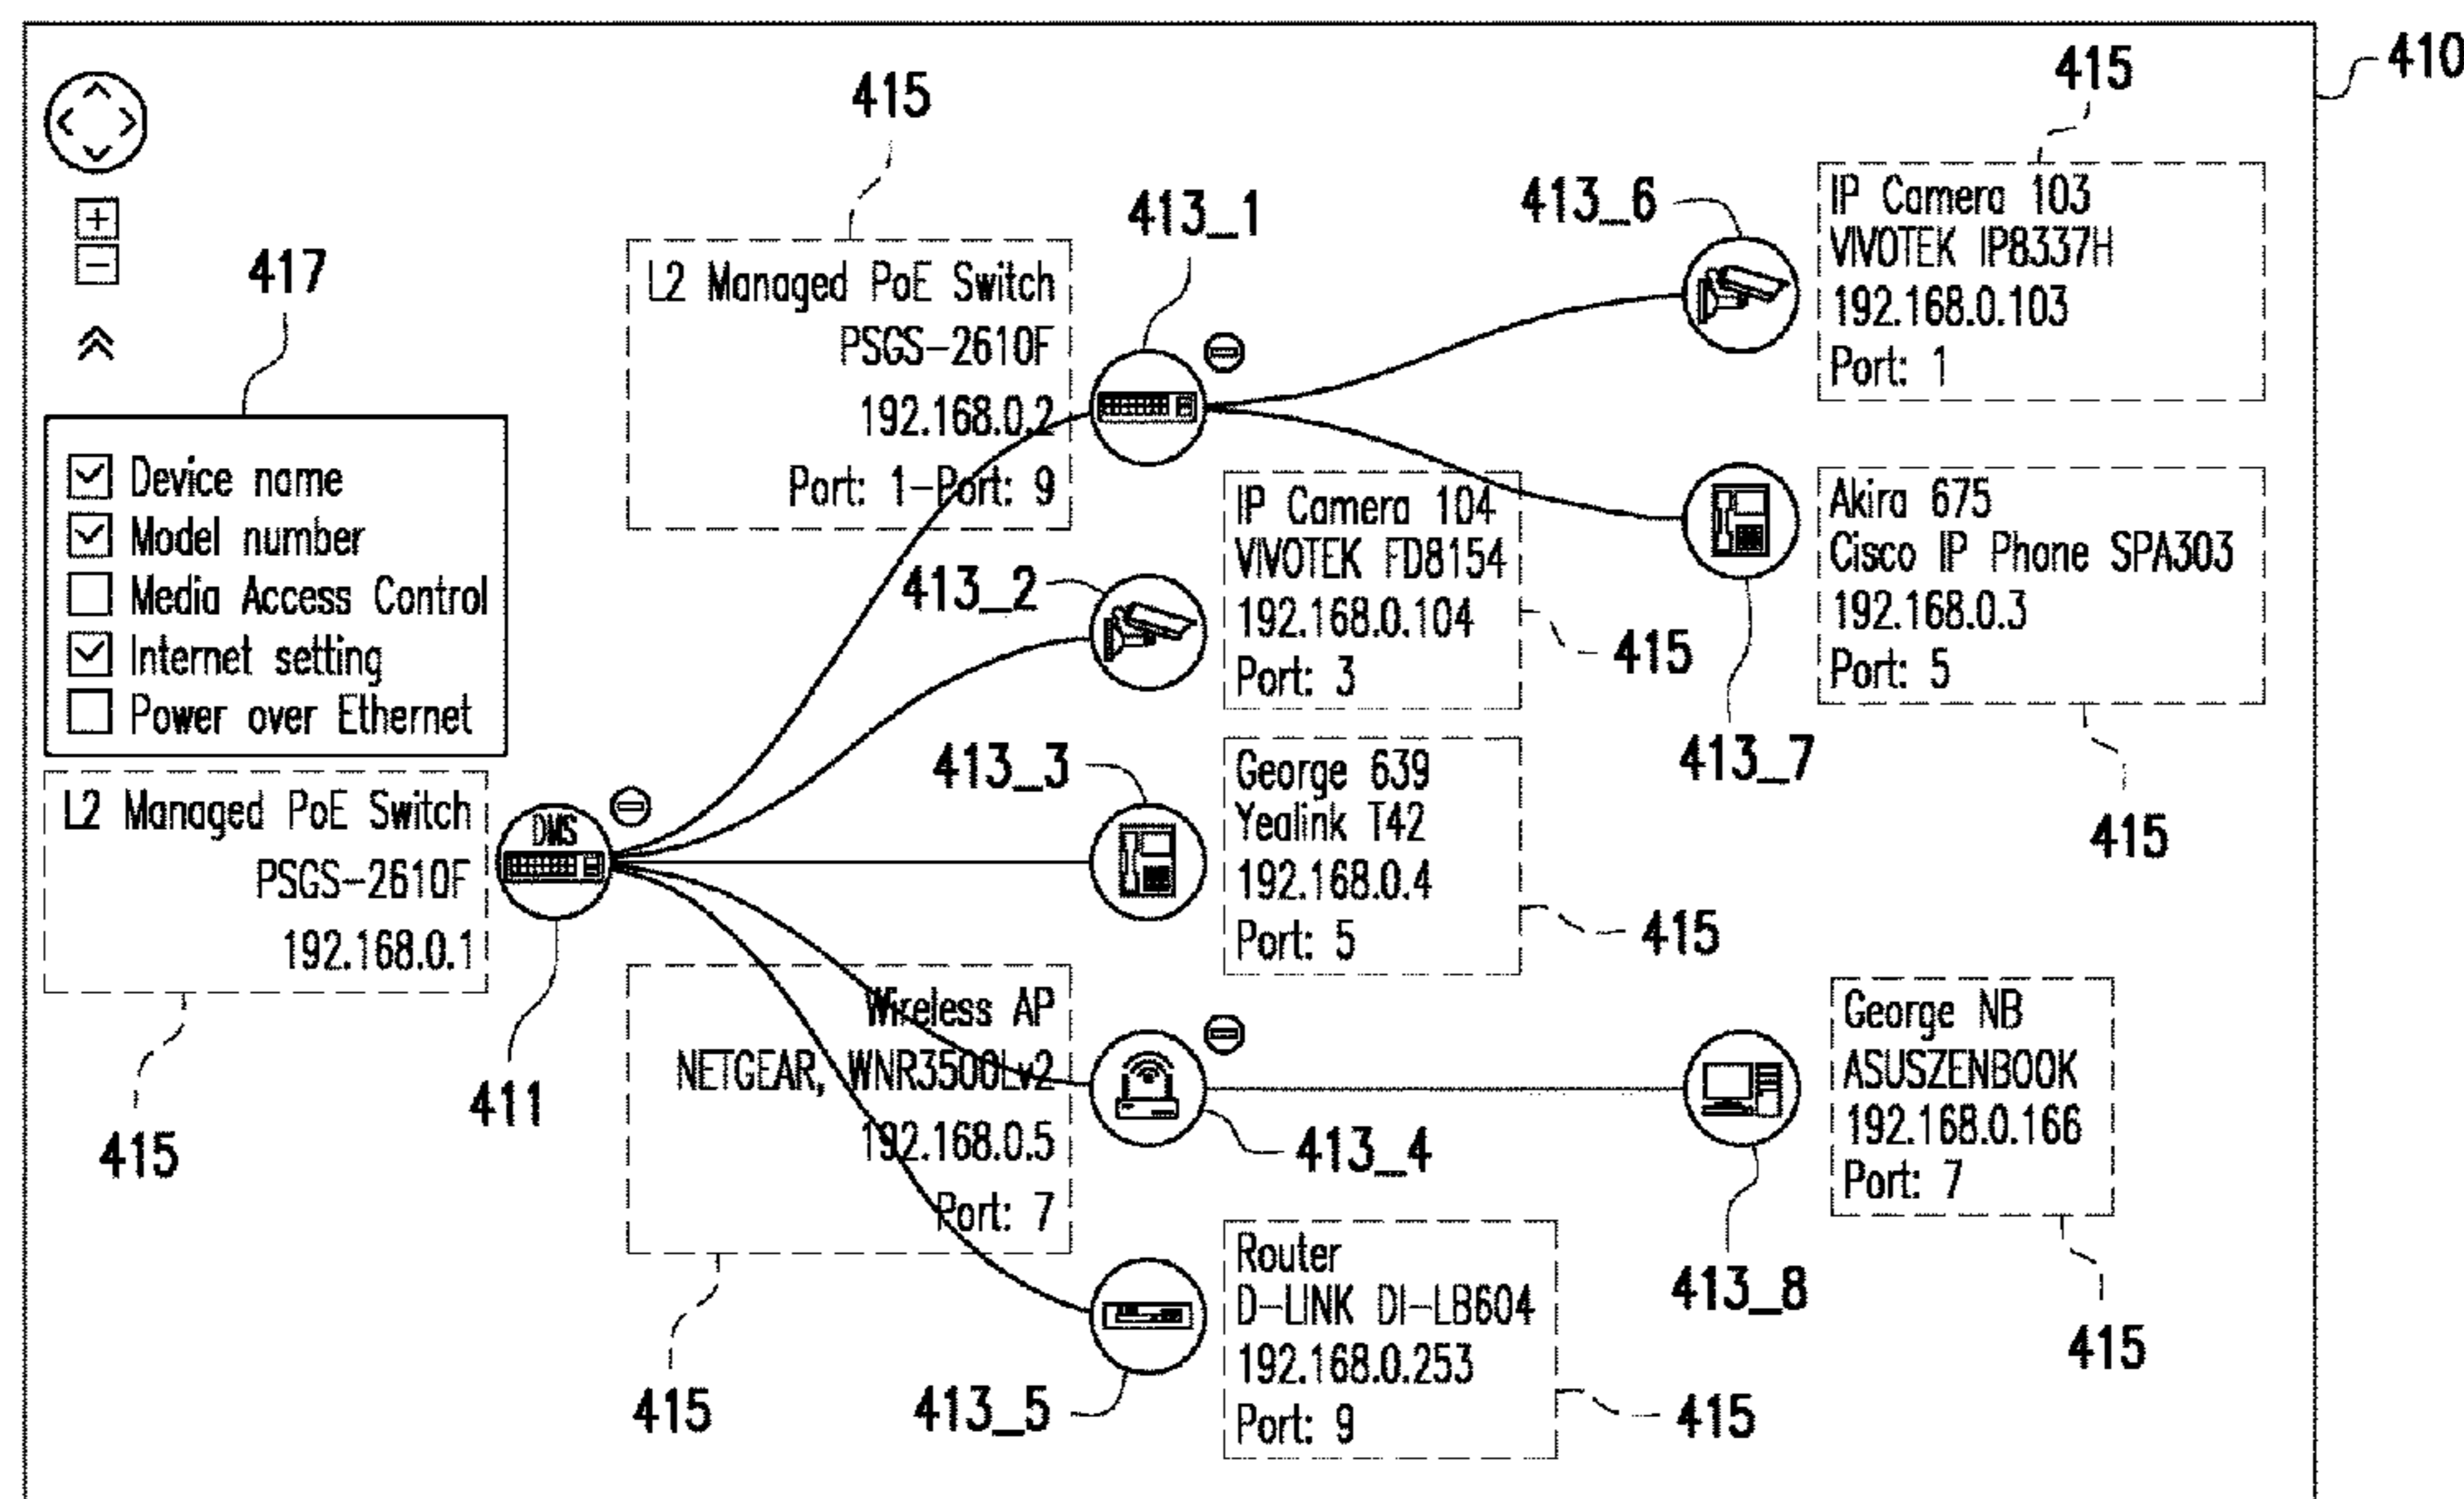 410
415
415
413_1
413_6
IP Camera 103
VIVOTEK IP8337H
192.168.0.103
Port: 1
L2 Managed PoE Switch
PSGS-2610F
192.168.0.2
Port: 1-Port: 9
417
Device name
Model number
Media Access Control
Internet setting
Power over Ethernet
413_2
IP Camera 104
VIVOTEK FD8154
192.168.0.104
Port: 3
415
Akira 675
Cisco IP Phone SPA303
192.168.0.3
Port: 5
413_7
415
413_3
George 639
Yealink T42
192.168.0.4
Port: 5
415
L2 Managed PoE Switch
PSGS-2610F
192.168.0.1
DMS
411
415
Wireless AP
NETGEAR, WNR3500Lv2
192.168.0.5
Port: 7
413_4
415
George NB
ASUSZENBOOK
192.168.0.166
Port: 7
413_8
415
413_5
Router
D-LINK DI-LB604
192.168.0.253
Port: 9
415